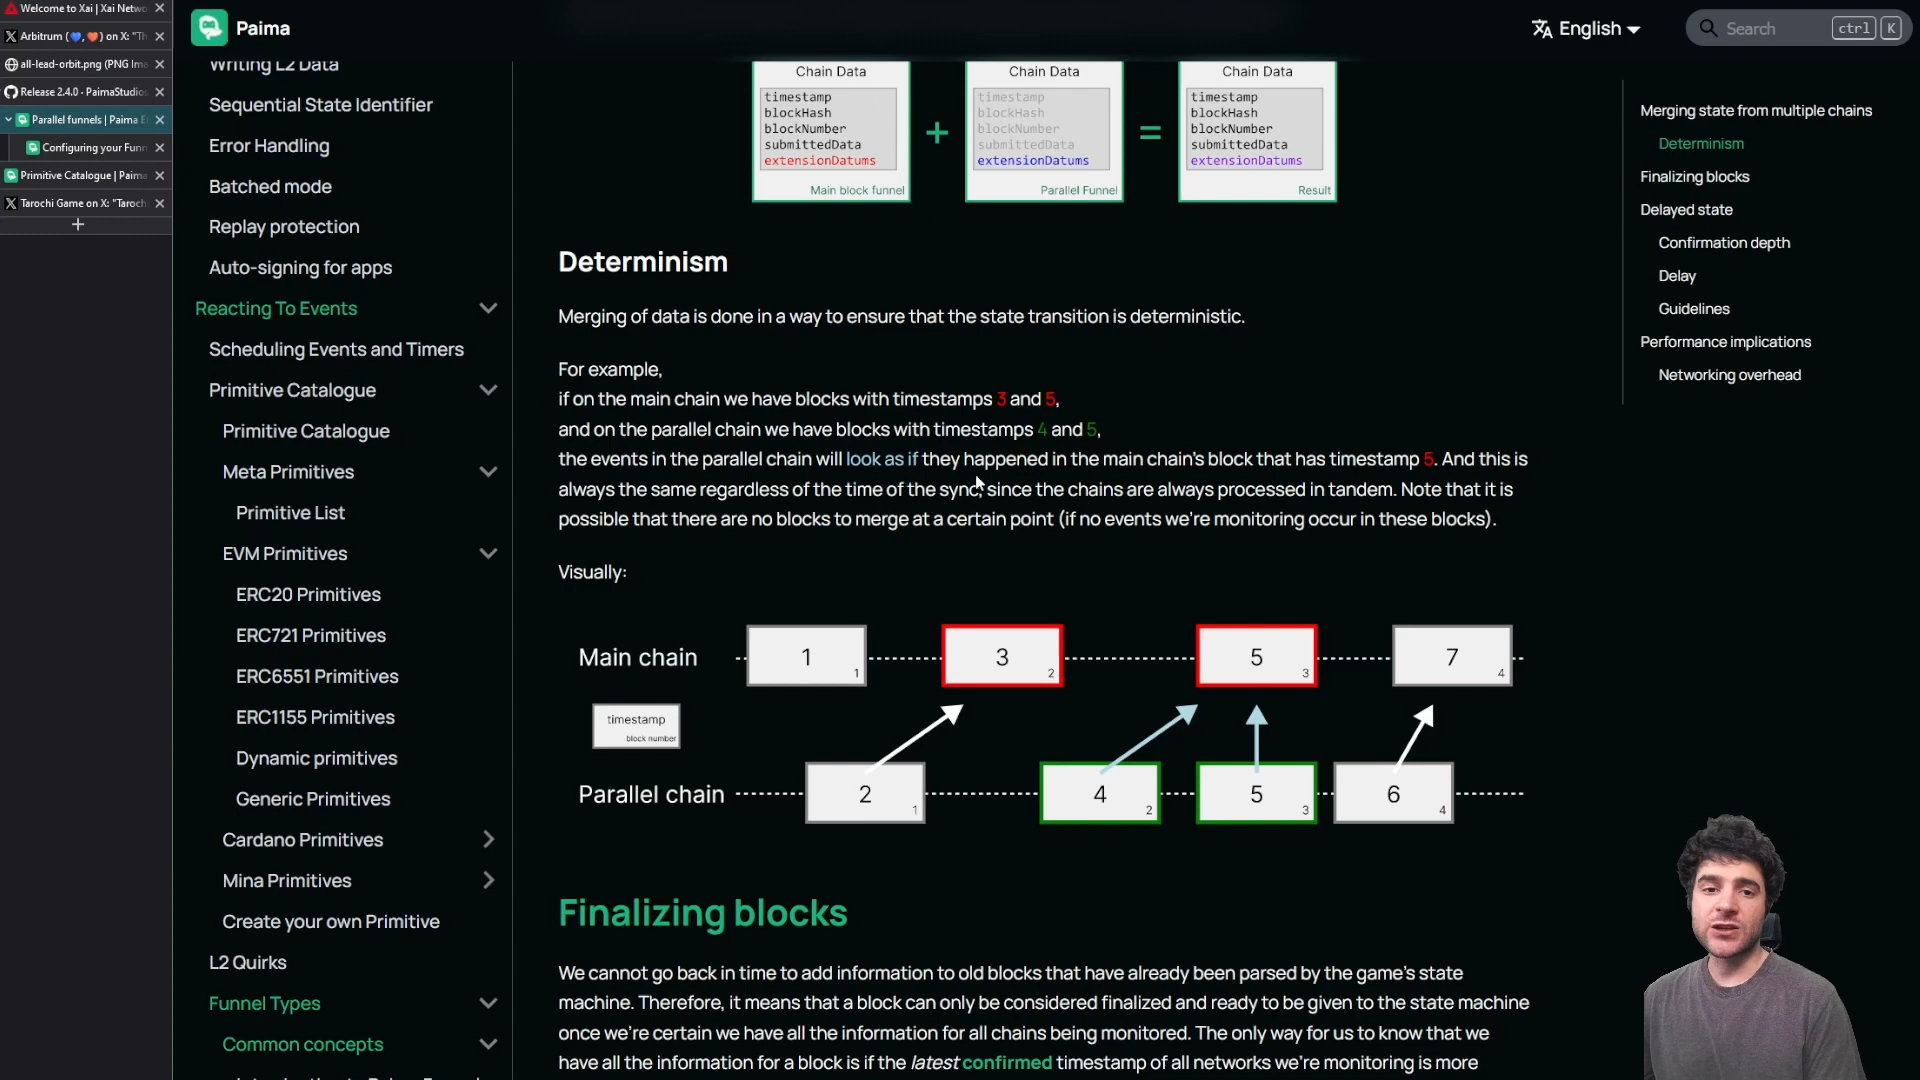 Welcome to Xai | Xai Netwo
Arbitrum (💙,🧡) on X: "Th
all-lead-orbit.png (PNG Ima
Release 2.4.0 · PaimaStudios
Parallel funnels | Paima E
Configuring your Funn
Primitive Catalogue | Paima
Tarochi Game on X: "Taroch
Paima
English
Search
ctrl K
Writing L2 Data
Sequential State Identifier
Error Handling
Batched mode
Replay protection
Auto-signing for apps
Reacting To Events
Scheduling Events and Timers
Primitive Catalogue
Primitive Catalogue
Meta Primitives
Primitive List
EVM Primitives
ERC20 Primitives
ERC721 Primitives
ERC6551 Primitives
ERC1155 Primitives
Dynamic primitives
Generic Primitives
Cardano Primitives
Mina Primitives
Create your own Primitive
L2 Quirks
Funnel Types
Common concepts
Chain Data
timestamp
blockHash
blockNumber
submittedData
extensionDatums
Main block funnel
+
Chain Data
timestamp
blockHash
blockNumber
submittedData
extensionDatums
Parallel Funnel
=
Chain Data
timestamp
blockHash
blockNumber
submittedData
extensionDatums
Result
Determinism
Merging of data is done in a way to ensure that the state transition is deterministic.
For example,
if on the main chain we have blocks with timestamps 3 and 5,
and on the parallel chain we have blocks with timestamps 4 and 5,
the events in the parallel chain will look as if they happened in the main chain's block that has timestamp 5. And this is
always the same regardless of the time of the sync, since the chains are always processed in tandem. Note that it is
possible that there are no blocks to merge at a certain point (if no events we're monitoring occur in these blocks).
Visually:
Main chain
1 1
3 2
5 3
7 4
timestamp
block number
Parallel chain
2 1
4 2
5 3
6 4
Finalizing blocks
We cannot go back in time to add information to old blocks that have already been parsed by the game's state
machine. Therefore, it means that a block can only be considered finalized and ready to be given to the state machine
once we're certain we have all the information for all chains being monitored. The only way for us to know that we
have all the information for a block is if the latest confirmed timestamp of all networks we're monitoring is more
Merging state from multiple chains
Determinism
Finalizing blocks
Delayed state
Confirmation depth
Delay
Guidelines
Performance implications
Networking overhead